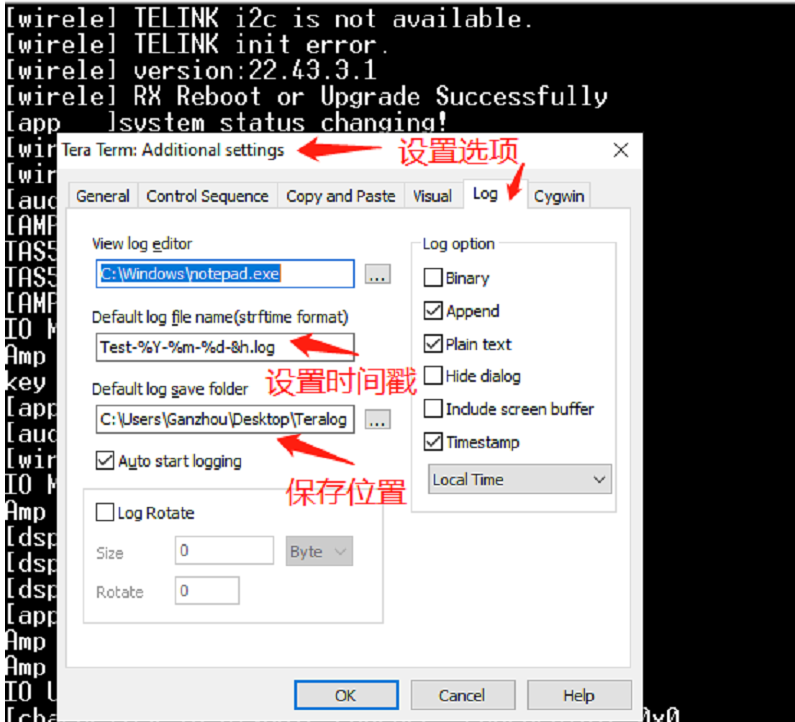 [wirele] TELINK i2c is not available.
[wirele] TELINK init error.
[wirele] version:22.43.3.1
[wirele] RX Reboot or Upgrade Successfully
[app ]system status changing!
[wir
Tera Term: Additional settings
设置选项
[wir
General Control Sequence Copy and Paste Visual Log Cygwin
[aud
[AMP
View log editor
Log option
TAS5
C:\Windows\notepad.exe
...
Binary
TAS5
[AMP
Default log file name(strftime format)
Append
IO M
Test-%Y-%m-%d-&h.log
Plain text
Amp
设置时间戳
Hide dialog
key
Default log save folder
[app
C:\Users\Ganzhou\Desktop\Teralog
...
Include screen buffer
[aud
Timestamp
[wir
Auto start logging
IO M
保存位置
Local Time
Amp
Log Rotate
[dsp
Size 0 Byte
[dsp
[dsp
Rotate 0
[app
Amp
Amp
IO U
OK Cancel Help
[cha
0x0